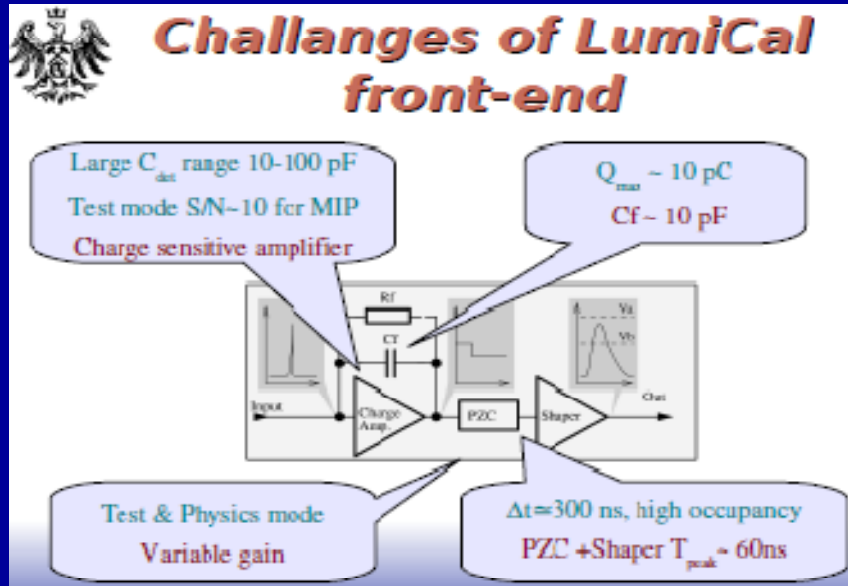 Challanges of LumiCal
front-end
Large C_det range 10-100 pF
Test mode S/N~10 for MIP
Charge sensitive amplifier
Q_max ~ 10 pC
Cf ~ 10 pF
Rf
Cf
Va
Vb
Input
Charge
Amp.
PZC
Shaper
Out
Test & Physics mode
Variable gain
Δt≃300 ns, high occupancy
PZC +Shaper T_peak ~ 60ns